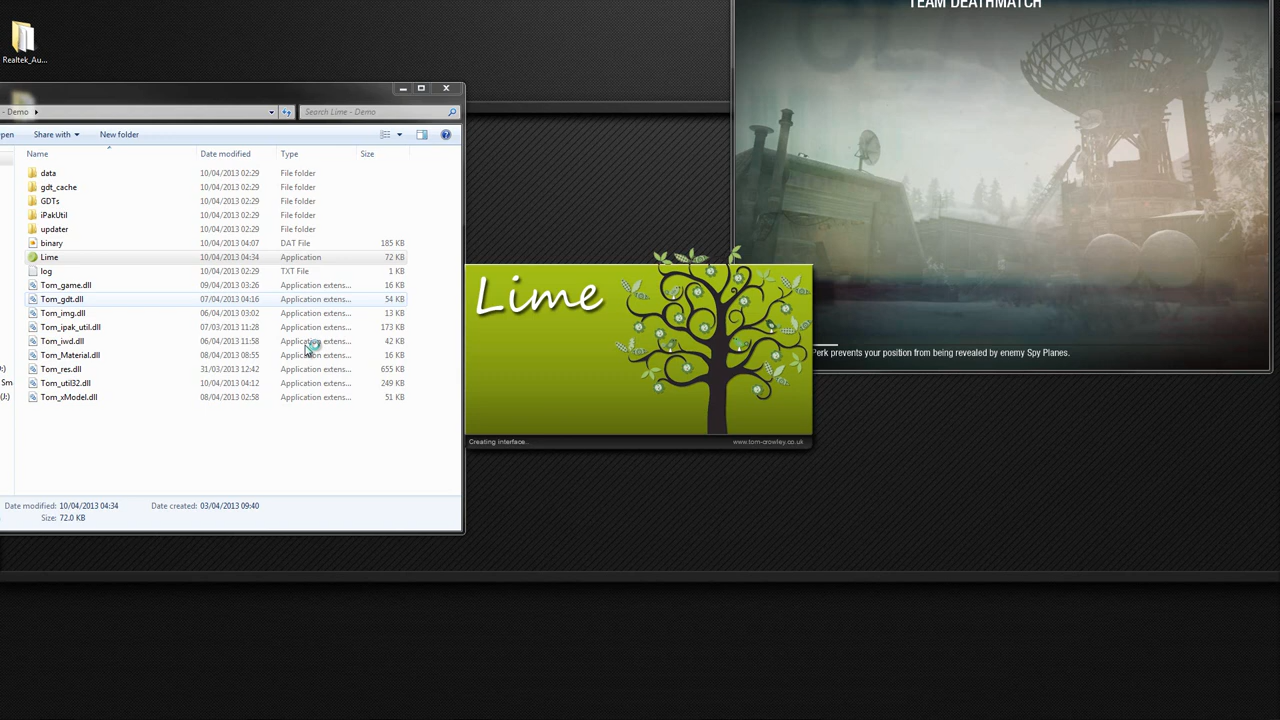 Realtek_Au...
TEAM DEATHMATCH
- Demo
Search Lime - Demo
pen Share with New folder
Name Date modified Type Size
data 10/04/2013 02:29 File folder
gdt_cache 10/04/2013 02:29 File folder
GDTs 10/04/2013 02:29 File folder
iPakUtil 10/04/2013 02:29 File folder
updater 10/04/2013 02:29 File folder
binary 10/04/2013 04:07 DAT File 185 KB
Lime 10/04/2013 04:34 Application 72 KB
log 10/04/2013 02:29 TXT File 1 KB
Tom_game.dll 09/04/2013 03:26 Application extens... 16 KB
Tom_gdt.dll 07/04/2013 04:16 Application extens... 54 KB
Tom_img.dll 06/04/2013 03:02 Application extens... 13 KB
Tom_ipak_util.dll 07/03/2013 11:28 Application extens... 173 KB
Tom_iwd.dll 06/04/2013 11:58 Application extens... 42 KB
Tom_Material.dll 08/04/2013 08:55 Application extens... 16 KB
Tom_res.dll 31/03/2013 12:42 Application extens... 655 KB
Tom_util32.dll 10/04/2013 04:12 Application extens... 249 KB
Tom_xModel.dll 08/04/2013 02:58 Application extens... 51 KB
:)
Sm
(J:)
Date modified: 10/04/2013 04:34 Date created: 03/04/2013 09:40
Size: 72.0 KB
Lime
Creating interface... www.tom-crowley.co.uk
Perk prevents your position from being revealed by enemy Spy Planes.